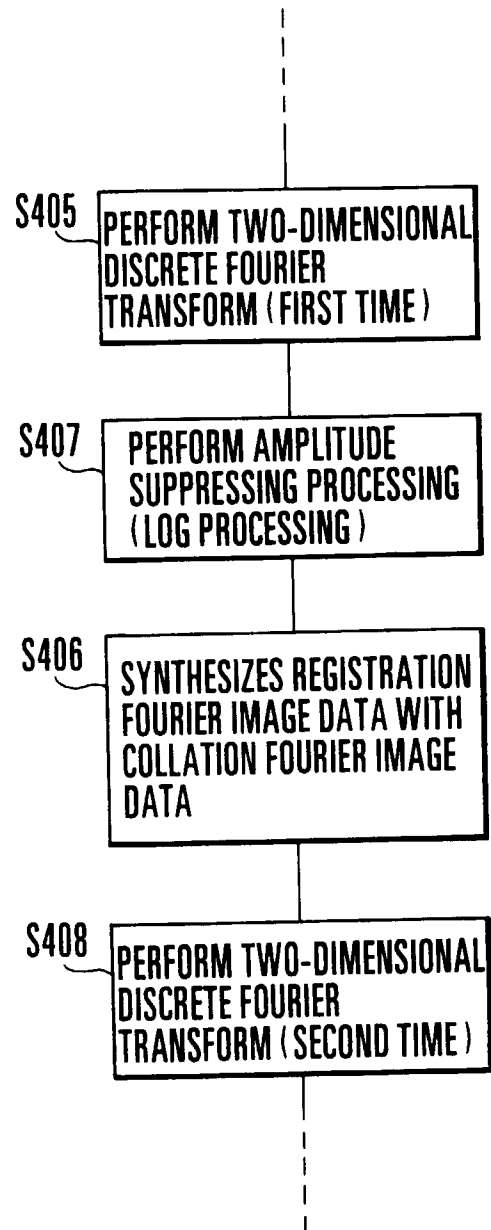 S405
PERFORM TWO-DIMENSIONAL
DISCRETE FOURIER
TRANSFORM (FIRST TIME)
S407
PERFORM AMPLITUDE
SUPPRESSING PROCESSING
(LOG PROCESSING)
S406
SYNTHESIZES REGISTRATION
FOURIER IMAGE DATA WITH
COLLATION FOURIER IMAGE
DATA
S408
PERFORM TWO-DIMENSIONAL
DISCRETE FOURIER
TRANSFORM (SECOND TIME)